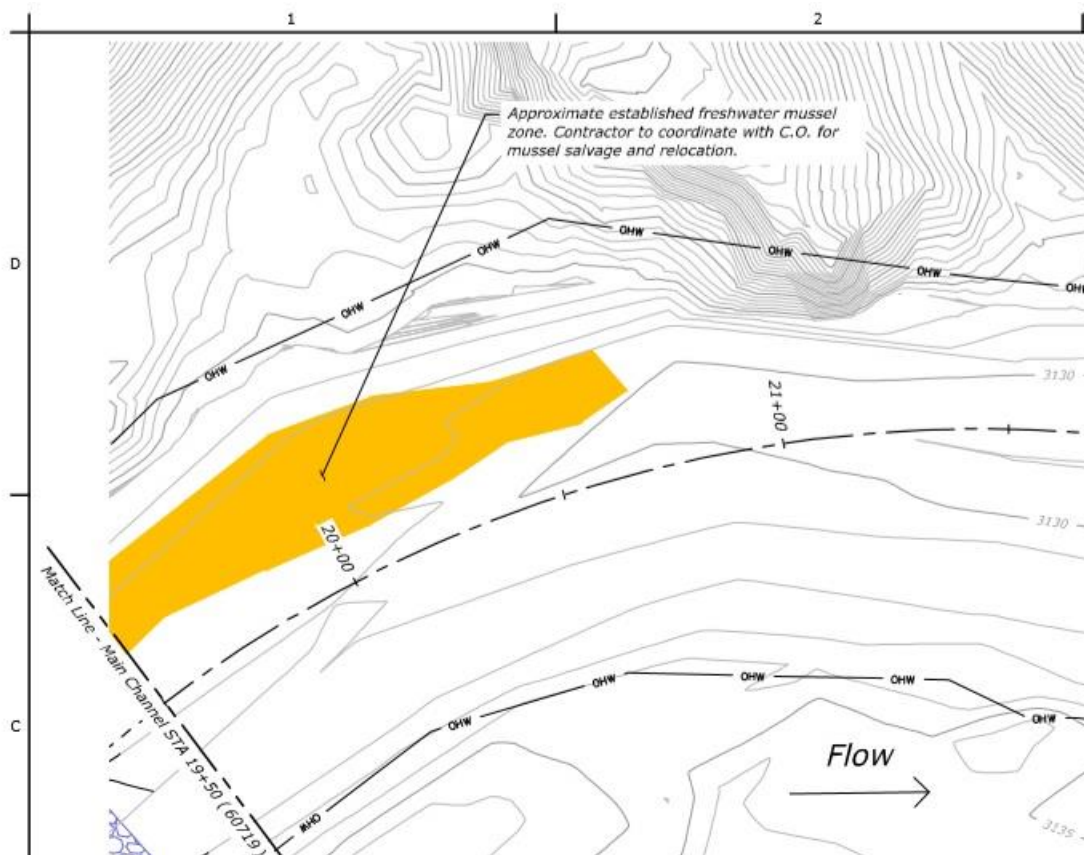 1
2
Approximate established freshwater mussel
zone. Contractor to coordinate with C.O. for
mussel salvage and relocation.
D
OHW
OHW
OHW
OHW
OHW
OHW
OHW
3130
21+00
3130
20+00
Match Line - Main Channel STA 19+50 ( 60719 )
C
OHW
OHW
OHW
OHW
OHW
OHW
Flow
3135